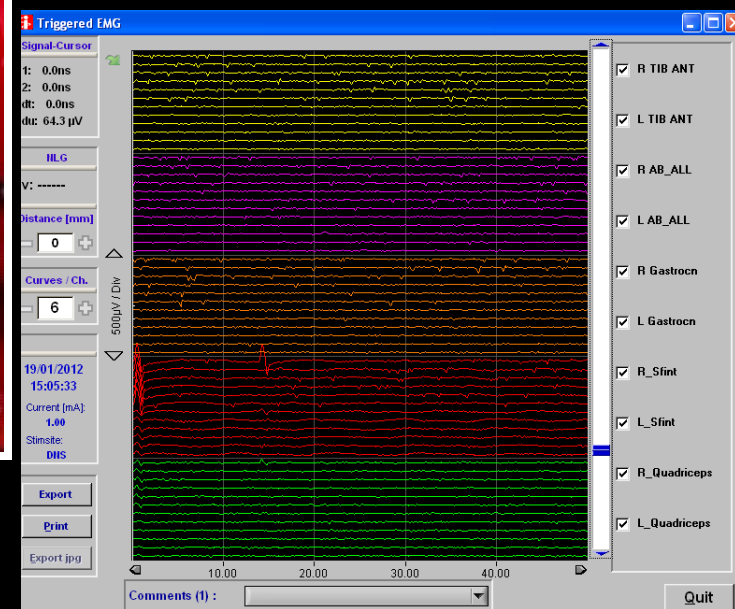 Triggered EMG
Signal-Cursor
1: 0.0ns
2: 0.0ns
dt: 0.0ns
du: 64.3 µV
NLG
v: ------
Distance [mm]
0
Curves / Ch.
6
500µV / Div
19/01/2012
15:05:33
Current [mA]:
1.00
Stimsite:
DNS
Export
Print
Export jpg
R TIB ANT
L TIB ANT
R AB_ALL
L AB_ALL
R Gastrocn
L Gastrocn
R_Sfint
L_Sfint
R_Quadriceps
L_Quadriceps
10.00 20.00 30.00 40.00
Comments (1) :
Quit